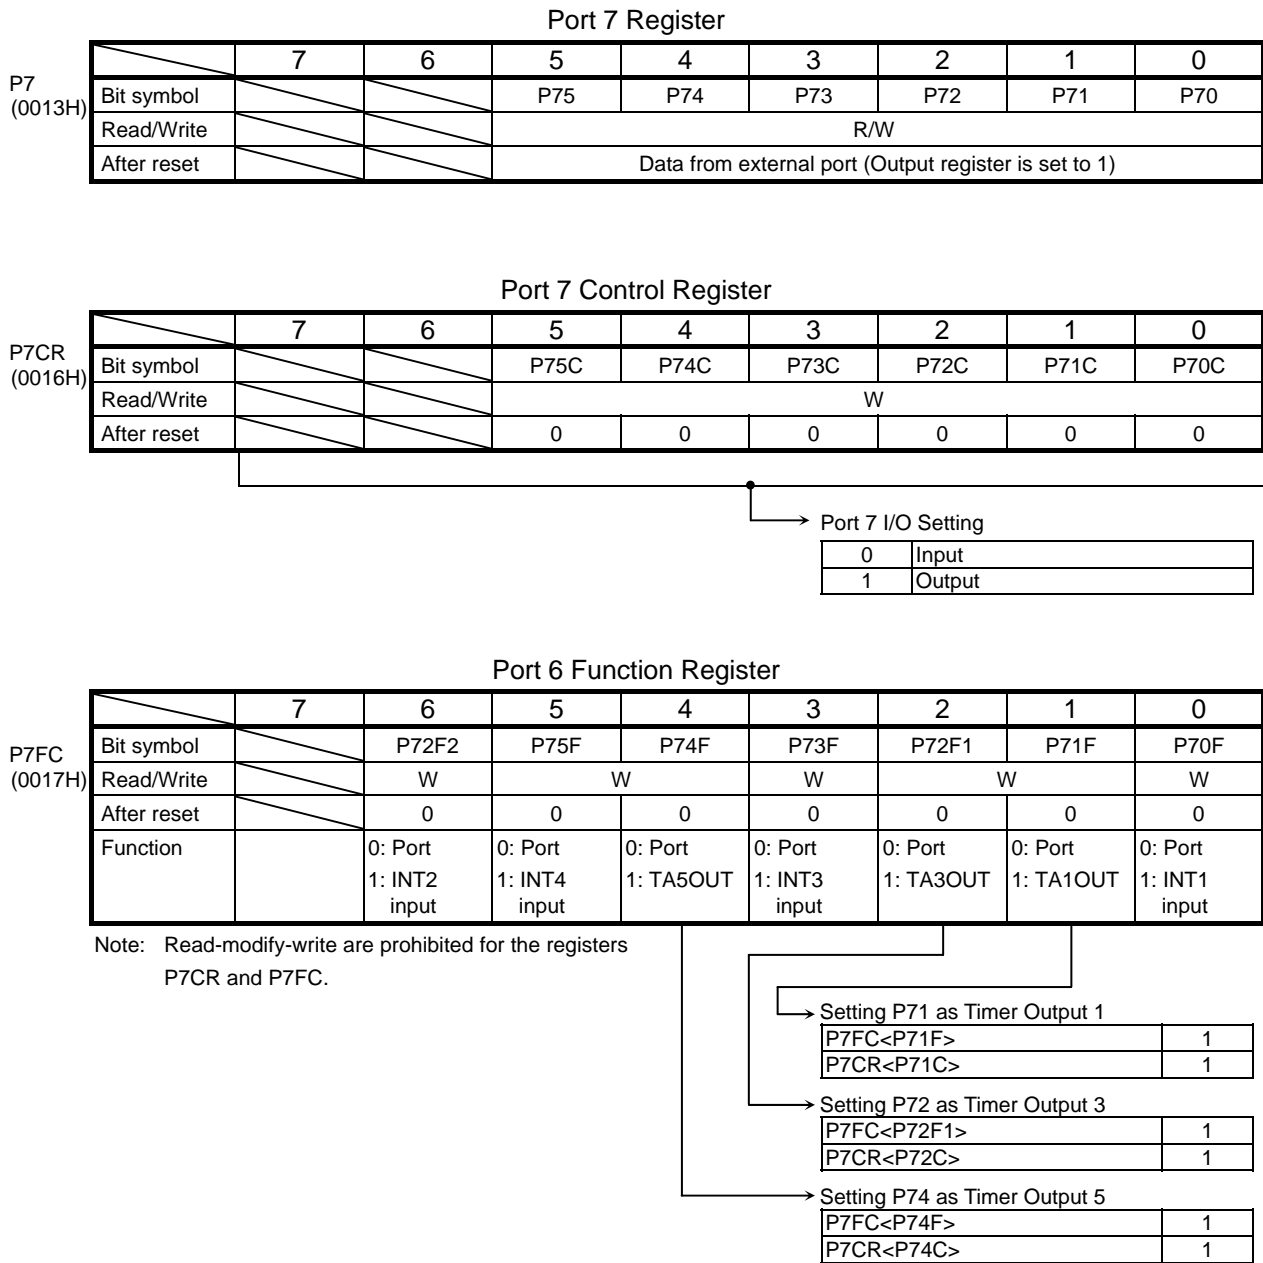 Port 7 Register
7 6 5 4 3 2 1 0
P7
(0013H)
Bit symbol P75 P74 P73 P72 P71 P70
Read/Write R/W
After reset Data from external port (Output register is set to 1)
Port 7 Control Register
7 6 5 4 3 2 1 0
P7CR
(0016H)
Bit symbol P75C P74C P73C P72C P71C P70C
Read/Write W
After reset 0 0 0 0 0 0
Port 7 I/O Setting
0 Input
1 Output
Port 6 Function Register
7 6 5 4 3 2 1 0
P7FC
(0017H)
Bit symbol P72F2 P75F P74F P73F P72F1 P71F P70F
Read/Write W W W W W
After reset 0 0 0 0 0 0 0
Function 0: Port 0: Port 0: Port 0: Port 0: Port 0: Port 0: Port
1: INT2 1: INT4 1: TA5OUT 1: INT3 1: TA3OUT 1: TA1OUT 1: INT1
input input input input
Note: Read-modify-write are prohibited for the registers
P7CR and P7FC.
Setting P71 as Timer Output 1
P7FC<P71F> 1
P7CR<P71C> 1
Setting P72 as Timer Output 3
P7FC<P72F1> 1
P7CR<P72C> 1
Setting P74 as Timer Output 5
P7FC<P74F> 1
P7CR<P74C> 1